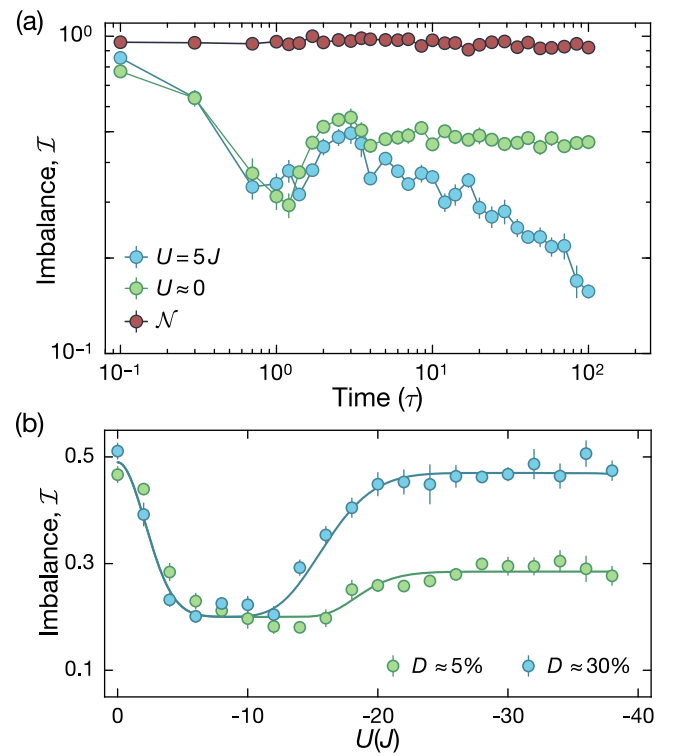 (a)
Imbalance, ℐ
10⁰
10⁻¹
U = 5J
U ≈ 0
𝒩
10⁻¹ 10⁰ 10¹ 10²
Time (τ)
(b)
Imbalance, ℐ
0.5
0.3
0.1
D ≈ 5% D ≈ 30%
0 -10 -20 -30 -40
U(J)